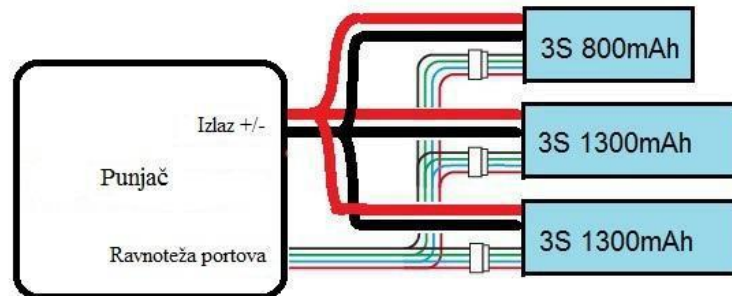 3S 800mAh
Izlaz +/-
3S 1300mAh
Punjač
3S 1300mAh
Ravnoteža portova